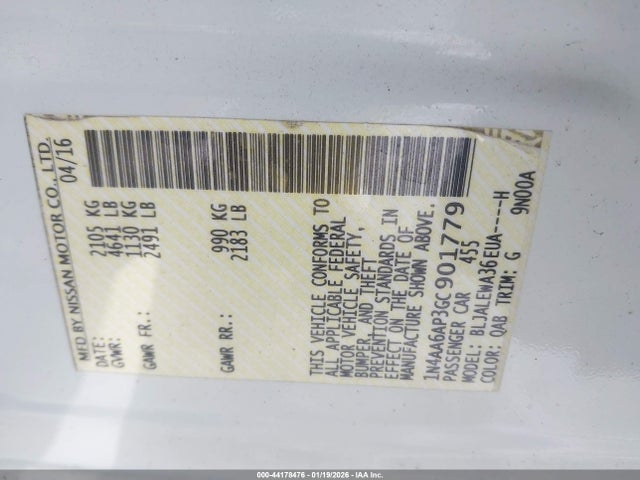 MFD BY NISSAN MOTOR CO., LTD.
DATE: 04/16
GVWR: 2105 KG
4641 LB
GAWR FR: 1130 KG
2491 LB
GAWR RR: 990 KG
2183 LB
THIS VEHICLE CONFORMS TO
ALL APPLICABLE FEDERAL
MOTOR VEHICLE SAFETY,
BUMPER, AND THEFT
PREVENTION STANDARDS IN
EFFECT ON THE DATE OF
MANUFACTURE SHOWN ABOVE.
1N4AA6AP3GC901779
PASSENGER CAR 455
MODEL: BLJALEWA36EUA----H
COLOR: QAB TRIM: G 9N00A
000-44178476 - 01/19/2026 - IAA Inc.